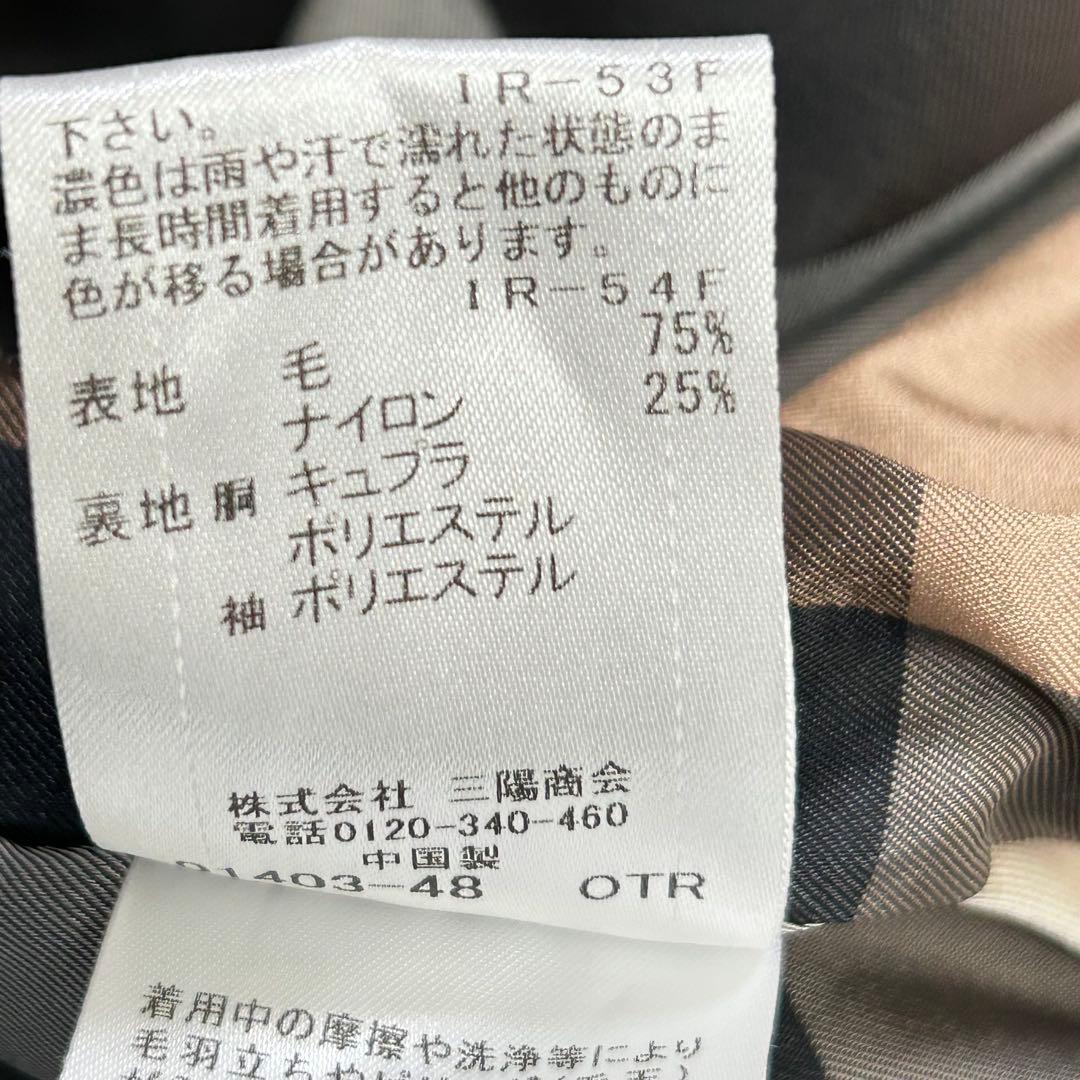 IR-53F
下さい。
濃色は雨や汗で濡れた状態のま
ま長時間着用すると他のものに
色が移る場合があります。
IR-54F
表地 毛 75%
ナイロン 25%
裏地 胴 キュプラ
ポリエステル
袖 ポリエステル
株式会社 三陽商会
電話0120-340-460
中国製
01403-48 OTR
着用中の摩擦や洗浄等により
毛羽立ちや